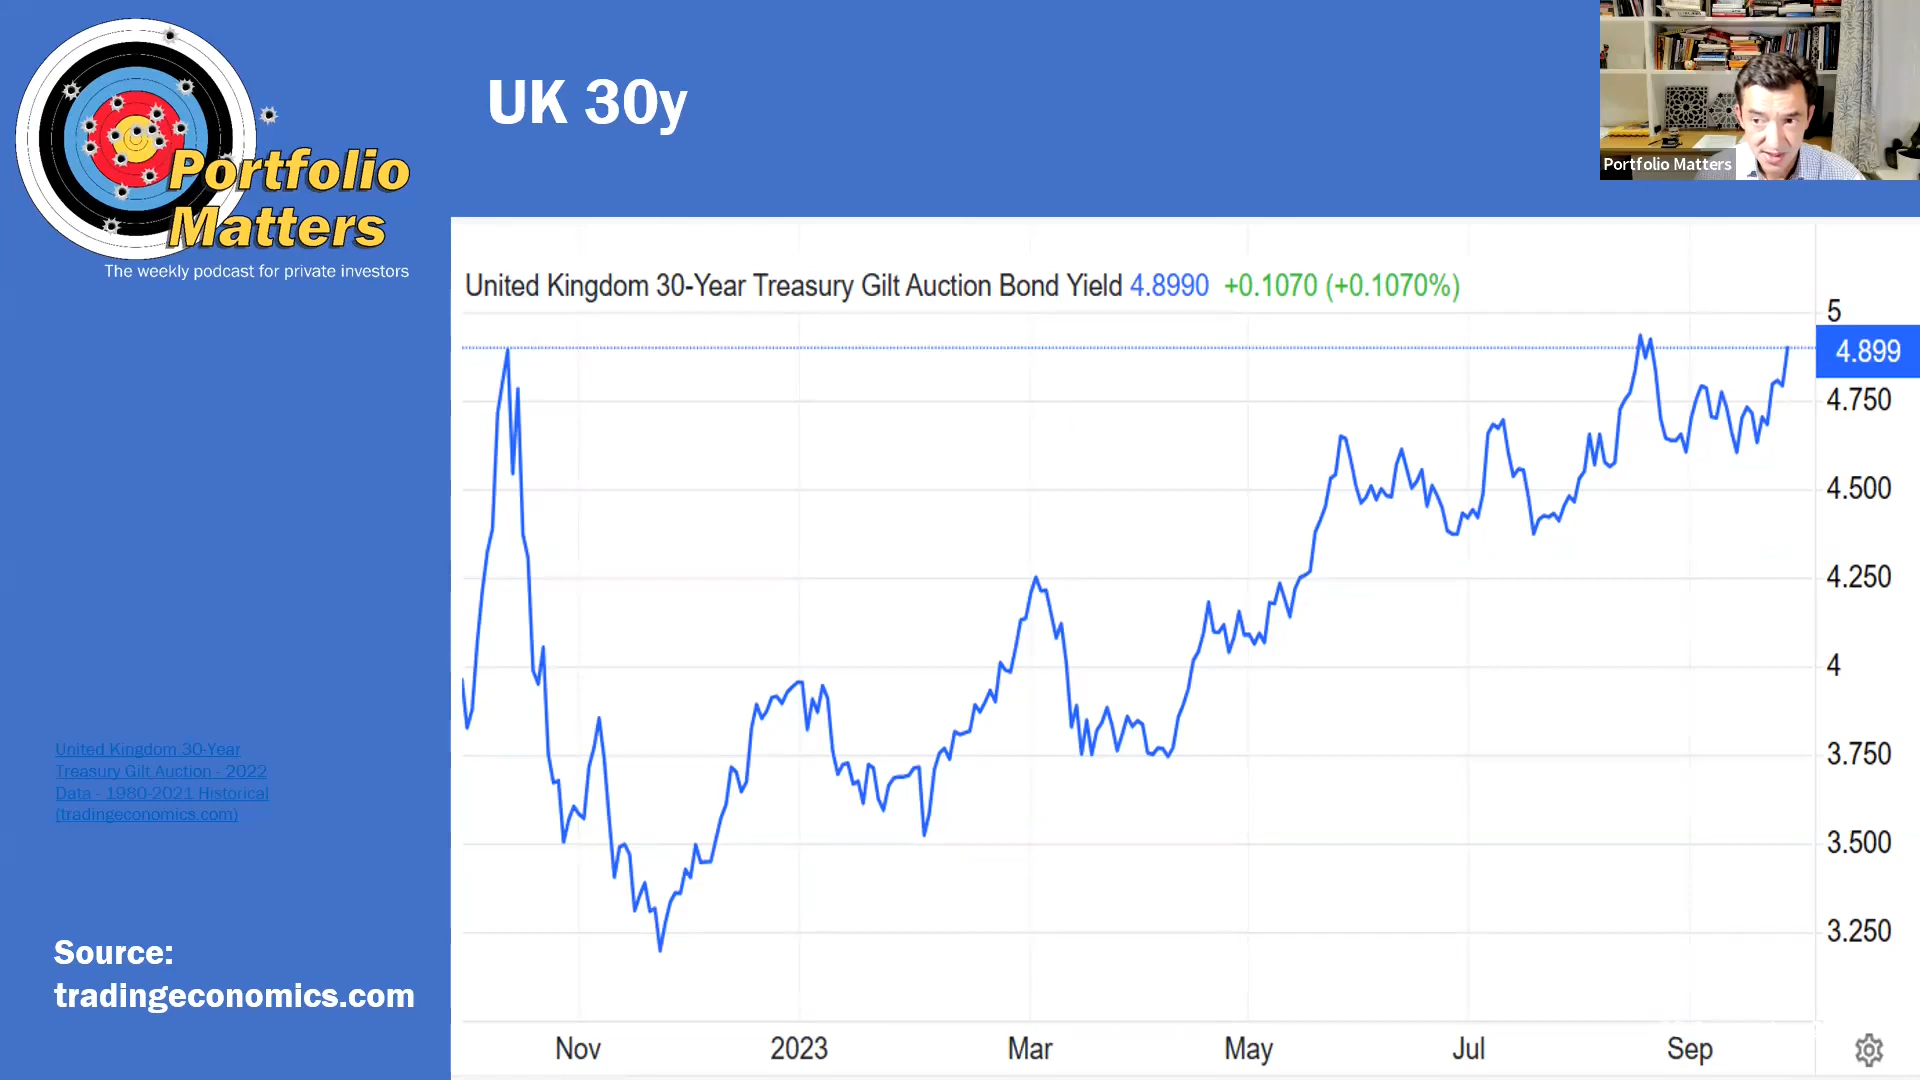 Portfolio
Matters
The weekly podcast for private investors
UK 30y
Portfolio Matters
United Kingdom 30-Year Treasury Gilt Auction Bond Yield 4.8990 +0.1070 (+0.1070%)
5
4.899
4.750
4.500
4.250
4
3.750
3.500
3.250
Nov
2023
Mar
May
Jul
Sep
United Kingdom 30-Year
Treasury Gilt Auction - 2022
Data - 1980-2021 Historical
(tradingeconomics.com)
Source:
tradingeconomics.com